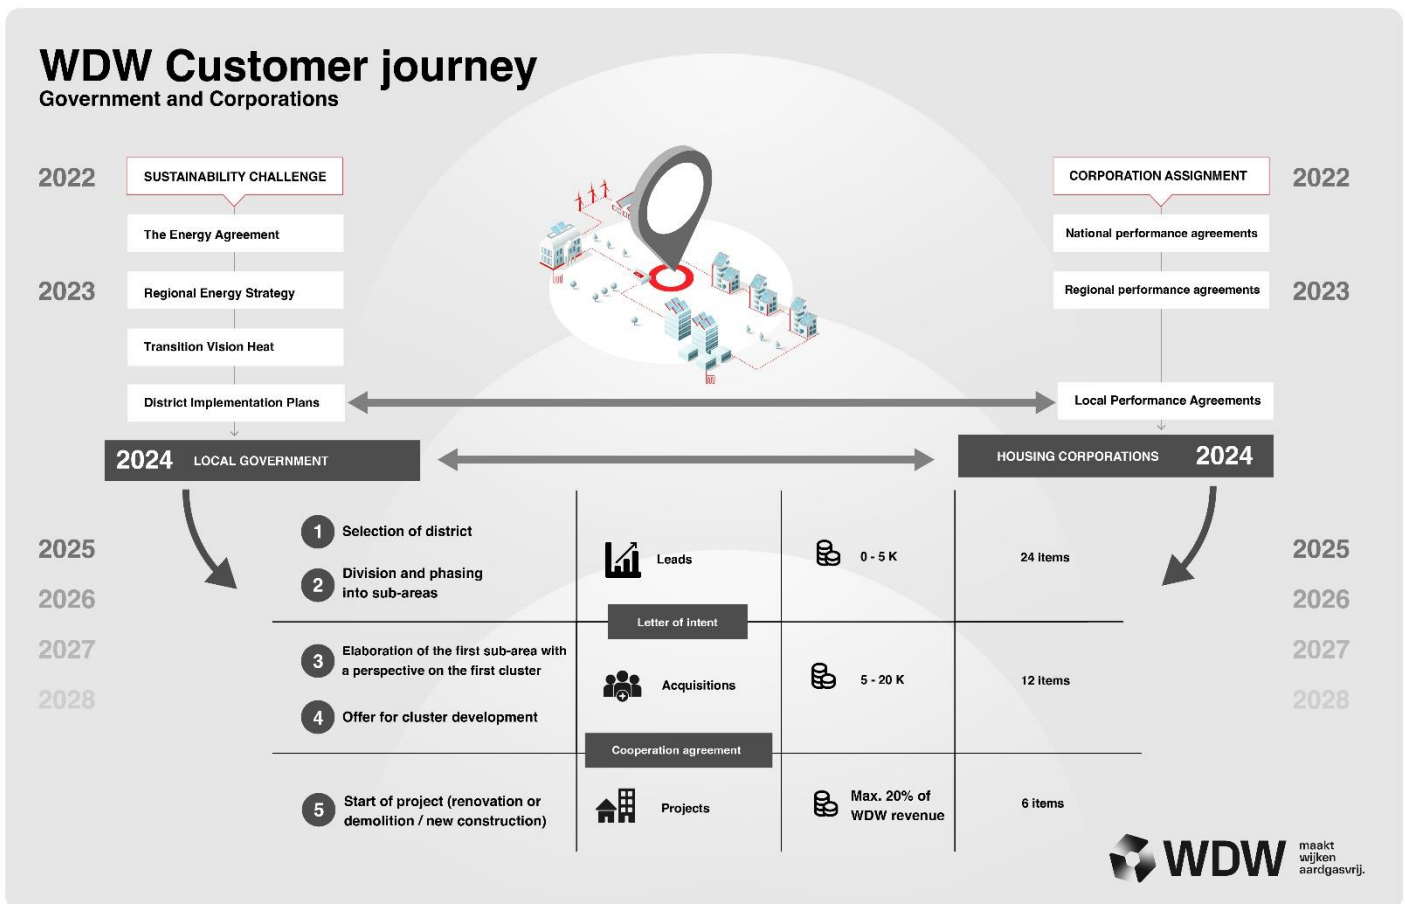 WDW Customer journey
Government and Corporations
2022
SUSTAINABILITY CHALLENGE
The Energy Agreement
2023
Regional Energy Strategy
Transition Vision Heat
District Implementation Plans
2024 LOCAL GOVERNMENT
CORPORATION ASSIGNMENT
2022
National performance agreements
Regional performance agreements
2023
Local Performance Agreements
HOUSING CORPORATIONS 2024
2025
2026
2027
2028
1 Selection of district
2 Division and phasing
into sub-areas
Leads
0 - 5 K
24 items
Letter of intent
3 Elaboration of the first sub-area with
a perspective on the first cluster
4 Offer for cluster development
Acquisitions
5 - 20 K
12 items
Cooperation agreement
5 Start of project (renovation or
demolition / new construction)
Projects
Max. 20% of
WDW revenue
6 items
2025
2026
2027
2028
WDW
maakt
wijken
aardgasvrij.